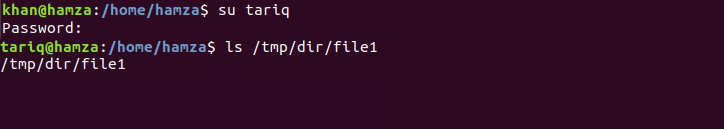 khan@hamza:/home/hamza$ su tariq
Password:
tariq@hamza:/home/hamza$ ls /tmp/dir/file1
/tmp/dir/file1